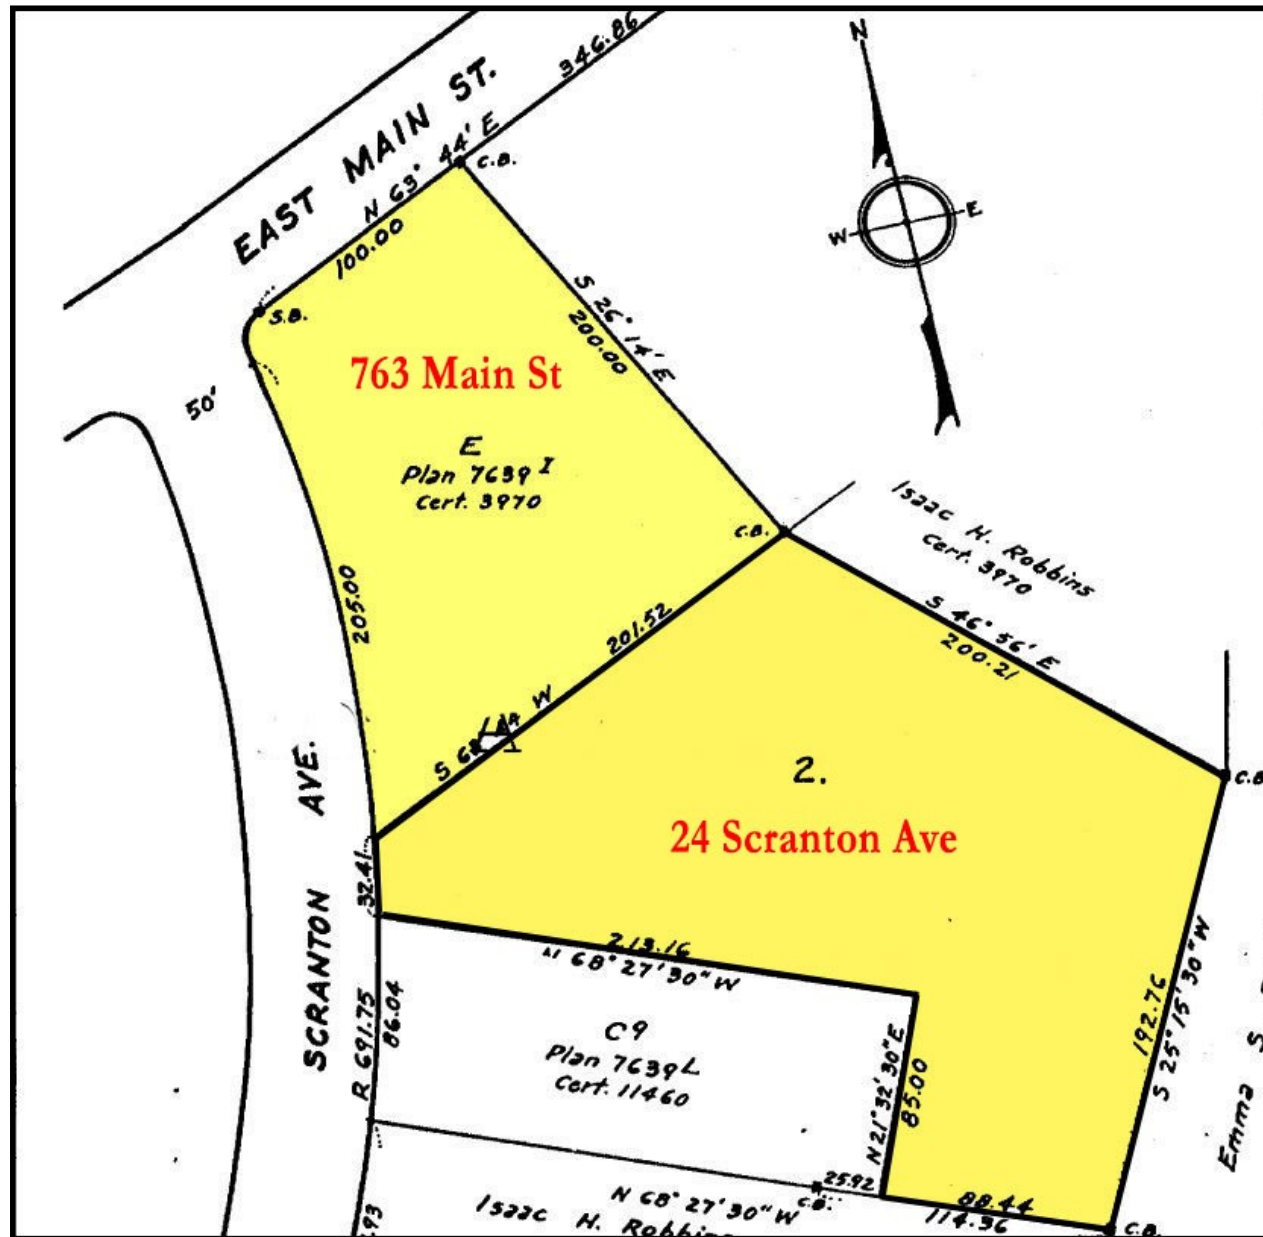 346.86
EAST MAIN ST.
N 63° 44' E
100.00
C.B.
N
W
E
S.B.
50'
S 26° 14' E
200.00
763 Main St
E
Plan 7639 I
Cert. 3970
C.B.
Isaac H. Robbins
Cert. 3970
S 46° 56' E
200.21
205.00
201.52
W
2.
24 Scranton Ave
C.B
SCRANTON AVE.
32.41
213.16
N 68° 27' 30" W
R 691.75
86.04
C9
Plan 7639 L
Cert. 11460
N 21° 32' 30" E
85.00
192.76
S 25° 15' 30" W
Emma S
25.92
C.B.
N 68° 27' 30" W
Isaac H. Robbins
88.44
114.36
C.B.
.93